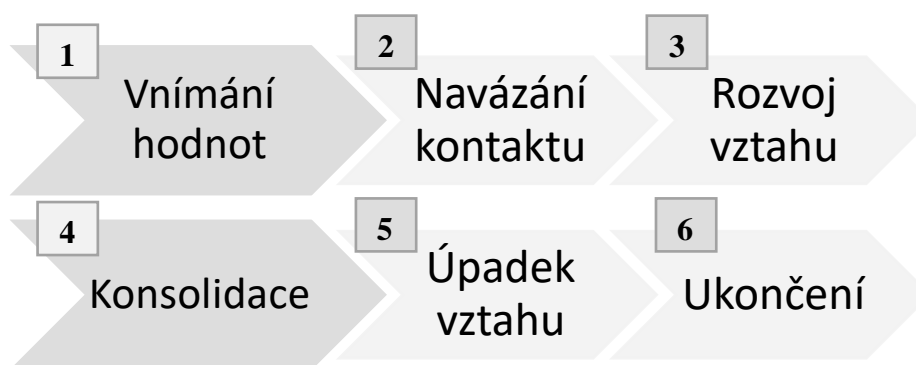 1
Vnímání
hodnot
2
Navázání
kontaktu
3
Rozvoj
vztahu
4
Konsolidace
5
Úpadek
vztahu
6
Ukončení